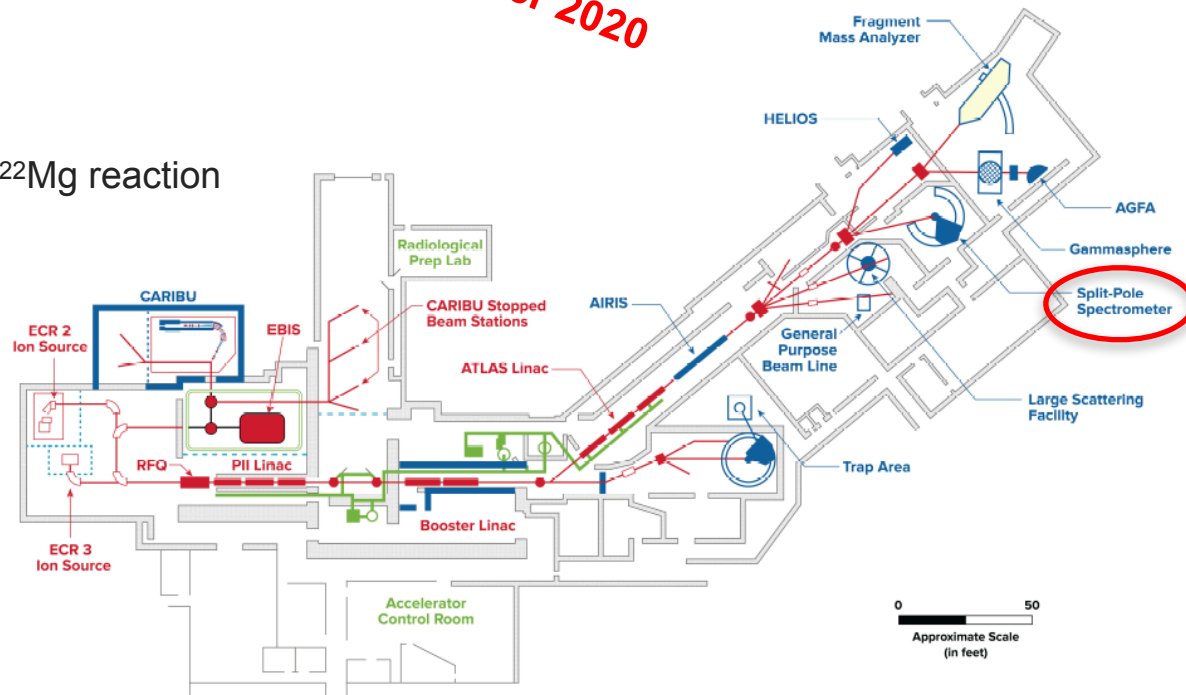 2020
Fragment
Mass Analyzer
²²Mg reaction
HELIOS
AGFA
Radiological
Prep Lab
Gammasphere
CARIBU
CARIBU Stopped
Beam Stations
AIRIS
Split-Pole
Spectrometer
ECR 2
Ion Source
EBIS
General
Purpose
Beam Line
ATLAS Linac
Large Scattering
Facility
RFQ
PII Linac
Trap Area
Booster Linac
ECR 3
Ion Source
Accelerator
Control Room
0 50
Approximate Scale
(in feet)